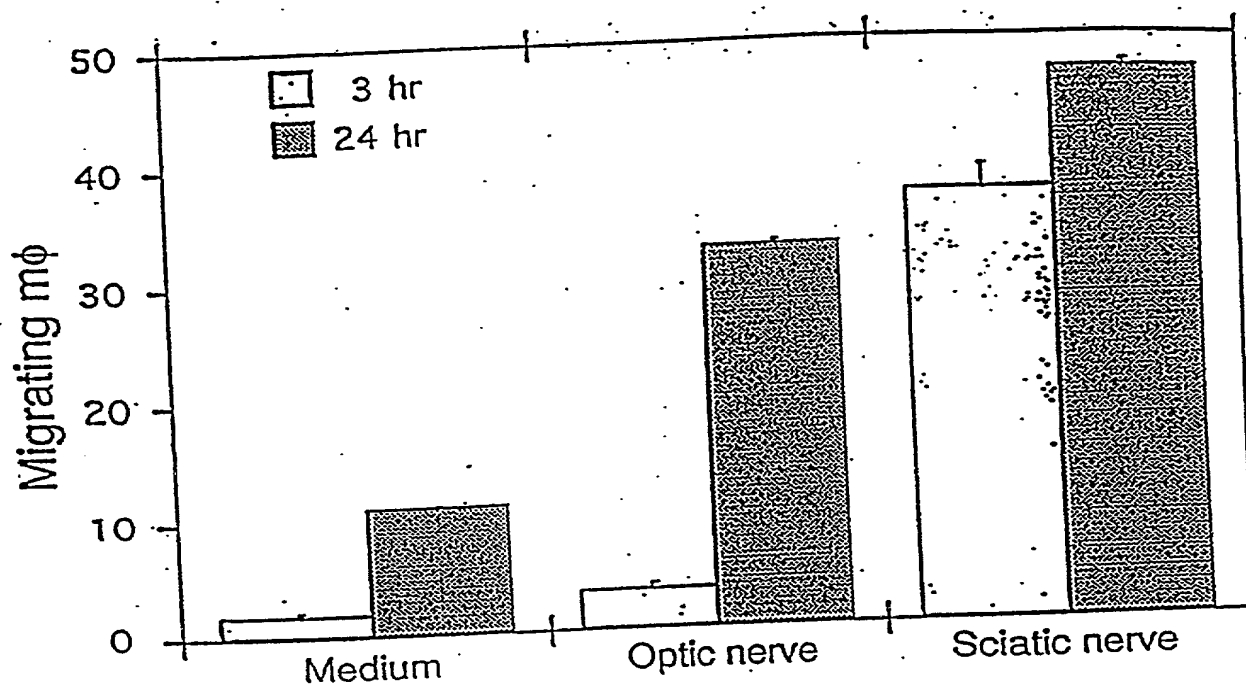 50
40
30
20
10
0
Migrating mϕ
3 hr
24 hr
Medium
Optic nerve
Sciatic nerve